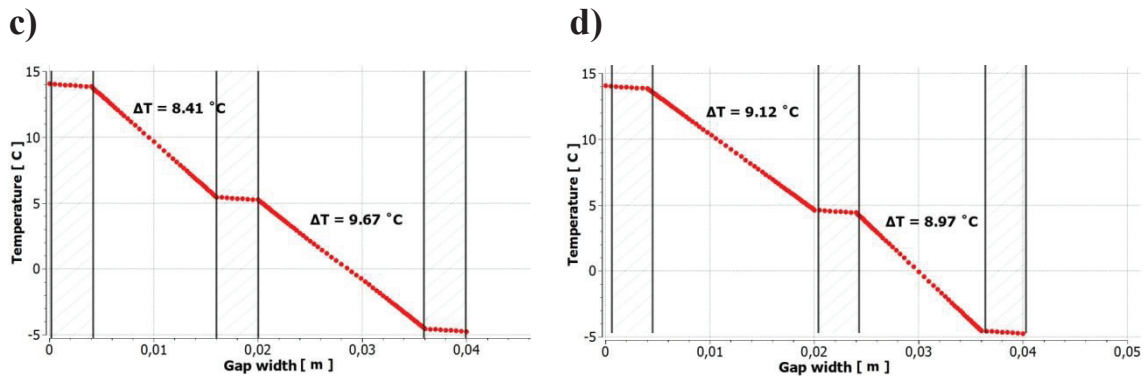 c)
15
10
5
0
-5
Temperature [ C ]
ΔT = 8.41 ˚C
ΔT = 9.67 ˚C
0
0,01
0,02
0,03
0,04
Gap width [ m ]
d)
15
10
5
0
-5
Temperature [ C ]
ΔT = 9.12 ˚C
ΔT = 8.97 ˚C
0
0,01
0,02
0,03
0,04
0,05
Gap width [ m ]